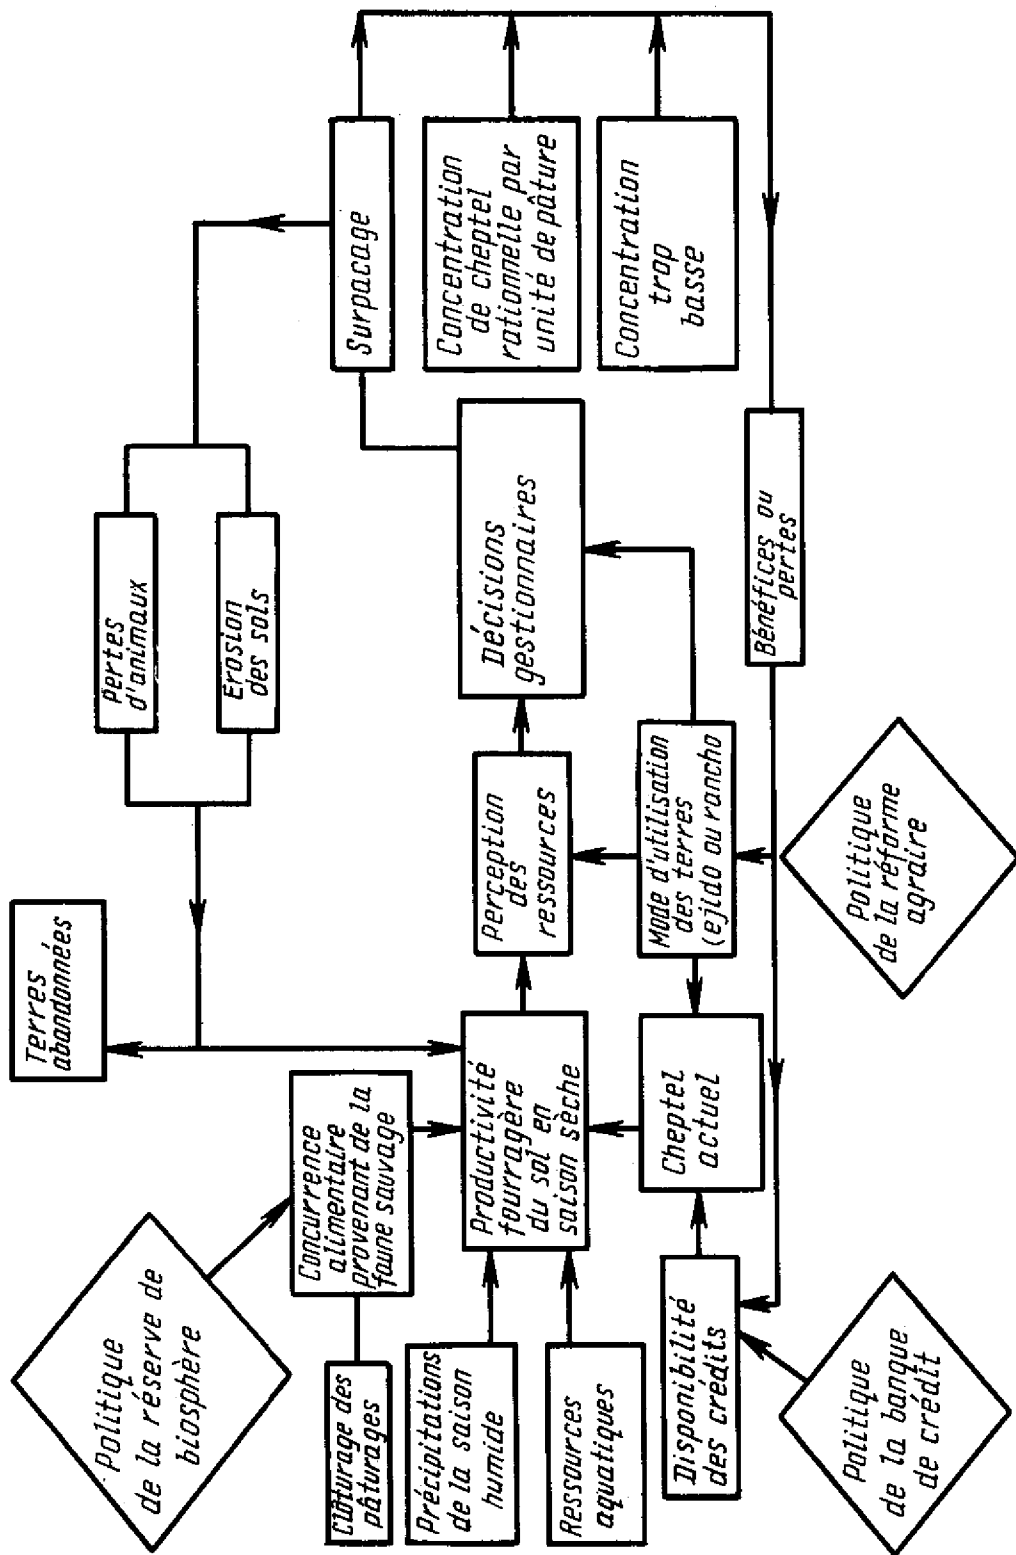 Politique
de la réserve de
biosphère
Terres
abandonnées
Pertes
d'animaux
Erosion
des sols
Clôturage des
pâturages
Concurrence
alimentaire
provenant de la
faune sauvage
Surpacage
Précipitations
de la saison
humide
Productivité
fourragère
du sol en
saison sèche
Perception
des
ressources
Décisions
gestionnaires
Concentration
de cheptel
rationnelle par
unité de pâture
Ressources
aquatiques
Concentration
trop
basse
Disponibilité
des crédits
Cheptel
actuel
Mode d'utilisation
des terres
(ejido ou rancho
Bénéfices ou
pertes
Politique
de la banque
de crédit
Politique
de la réforme
agraire